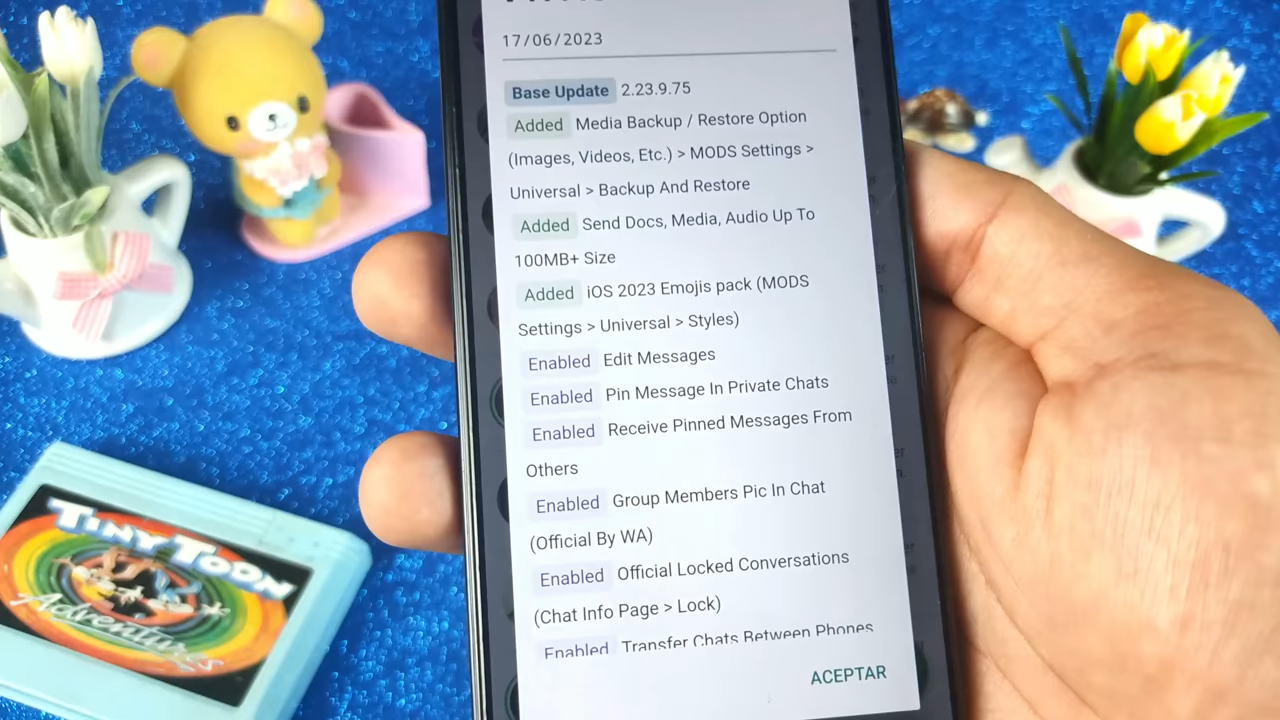 17/06/2023
Base Update 2.23.9.75
Added Media Backup / Restore Option
(Images, Videos, Etc.) > MODS Settings >
Universal > Backup And Restore
Added Send Docs, Media, Audio Up To
100MB+ Size
Added iOS 2023 Emojis pack (MODS
Settings > Universal > Styles)
Enabled Edit Messages
Enabled Pin Message In Private Chats
Enabled Receive Pinned Messages From
Others
Enabled Group Members Pic In Chat
(Official By WA)
Enabled Official Locked Conversations
(Chat Info Page > Lock)
Enabled Transfer Chats Between Phones
ACEPTAR
TINY TOON
Adventures